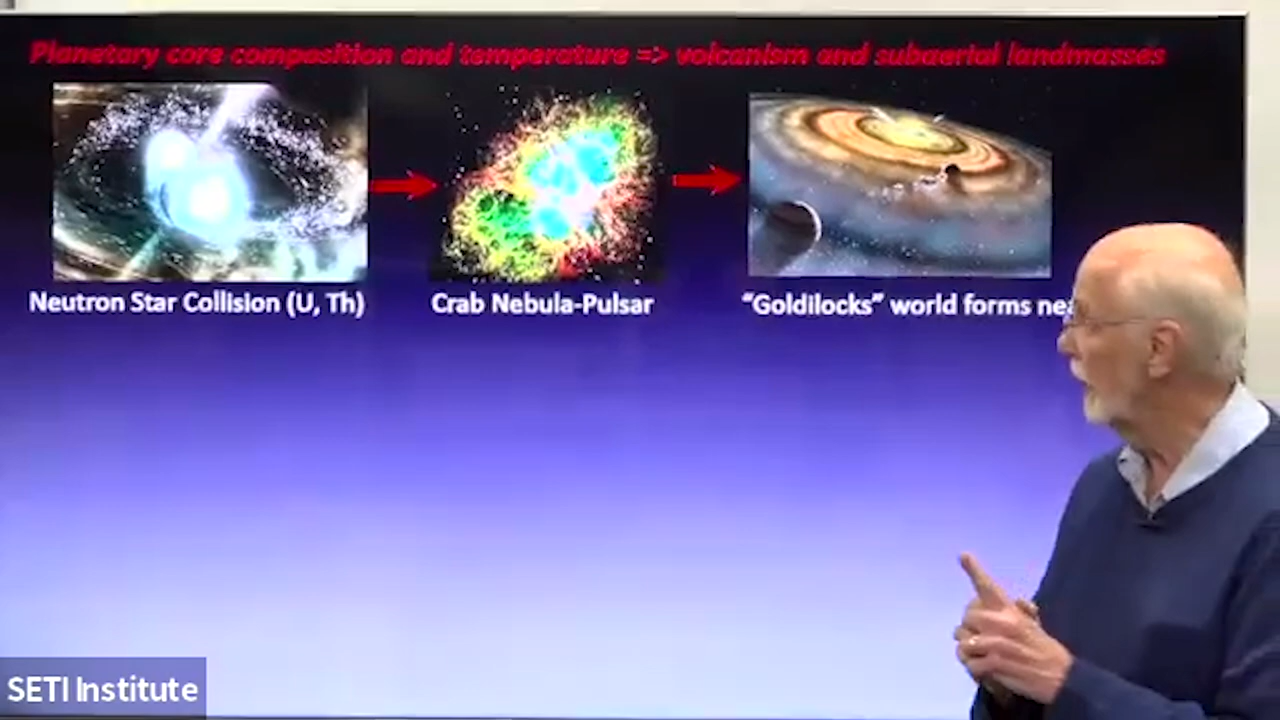 Planetary core composition and temperature => volcanism and subaerial landmasses
Neutron Star Collision (U, Th)
Crab Nebula-Pulsar
“Goldilocks” world forms
SETI Institute